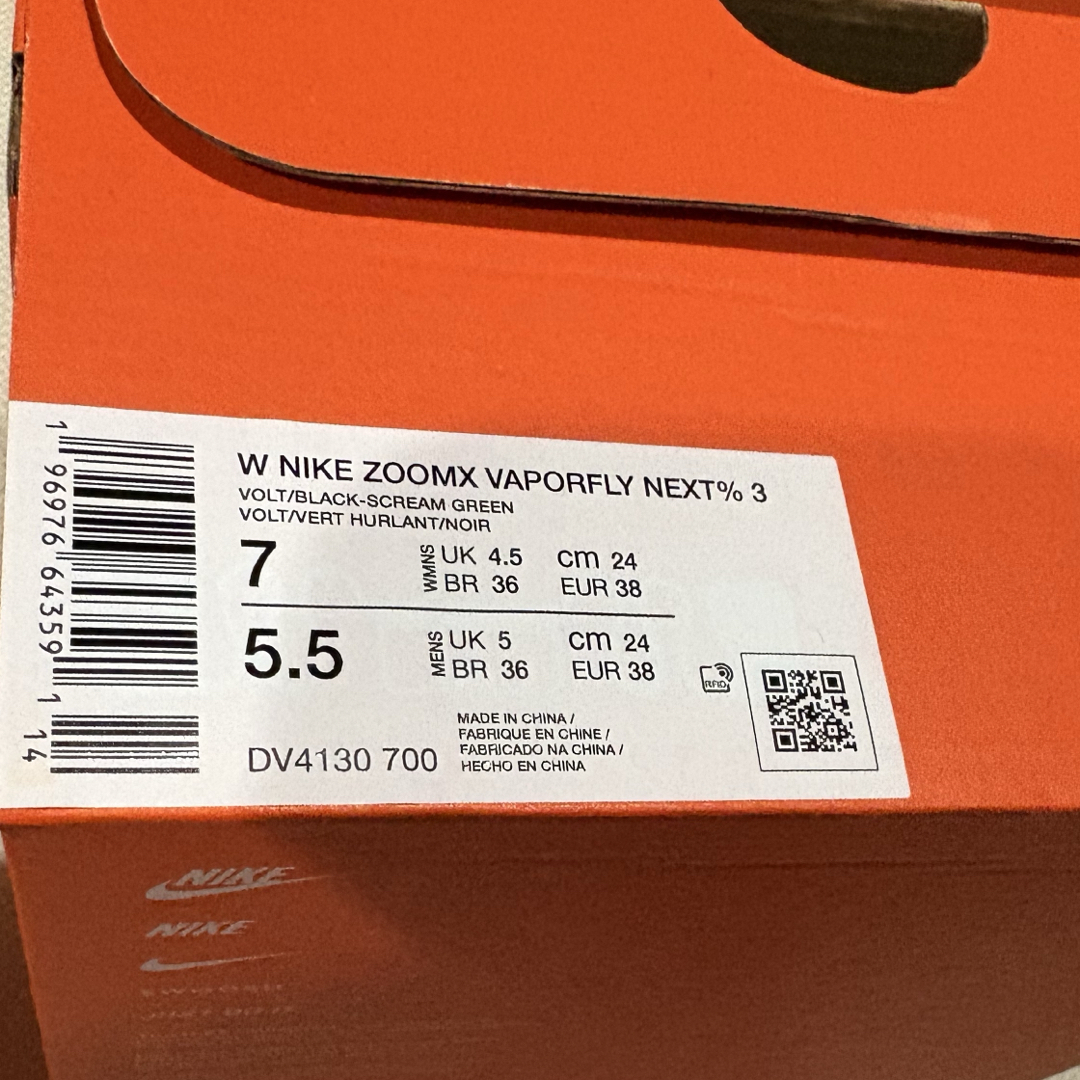 W NIKE ZOOMX VAPORFLY NEXT% 3
VOLT/BLACK-SCREAM GREEN
VOLT/VERT HURLANT/NOIR
7 WMNS UK 4.5 cm 24
BR 36 EUR 38
5.5 MENS UK 5 cm 24
BR 36 EUR 38
RFID
DV4130 700
MADE IN CHINA /
FABRIQUE EN CHINE /
FABRICADO NA CHINA /
HECHO EN CHINA
1 96976 64359 1 14
NIKE
NIKE